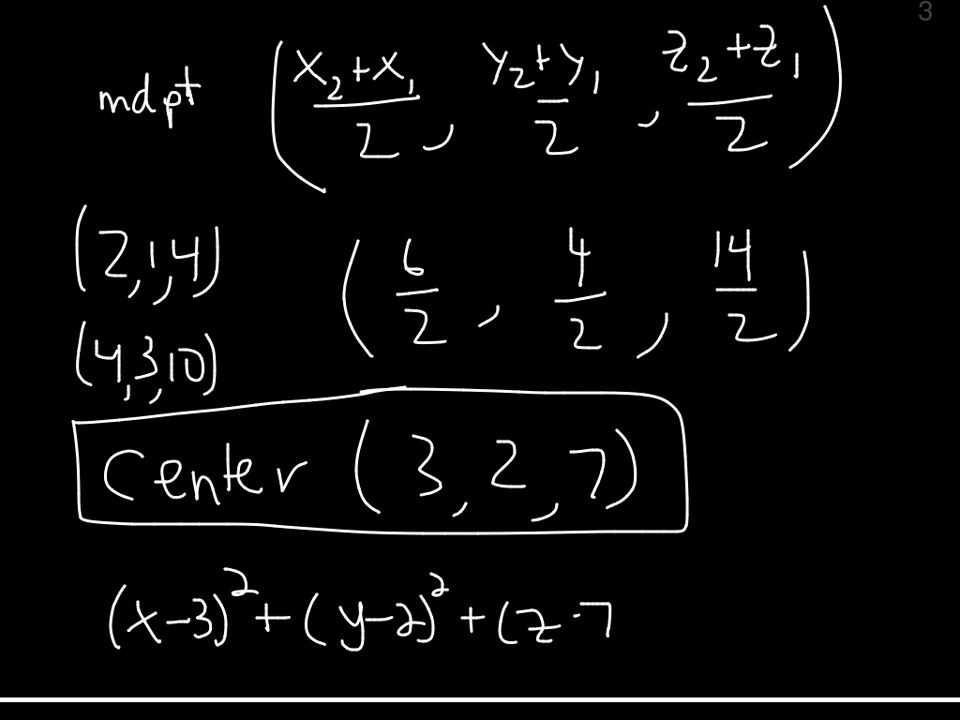 3
mdpt (x₂+x₁/2, y₂+y₁/2, z₂+z₁/2)
(2,1,4) (6/2, 4/2, 14/2)
(4,3,10)
Center (3,2,7)
(x-3)²+(y-2)²+(z-7